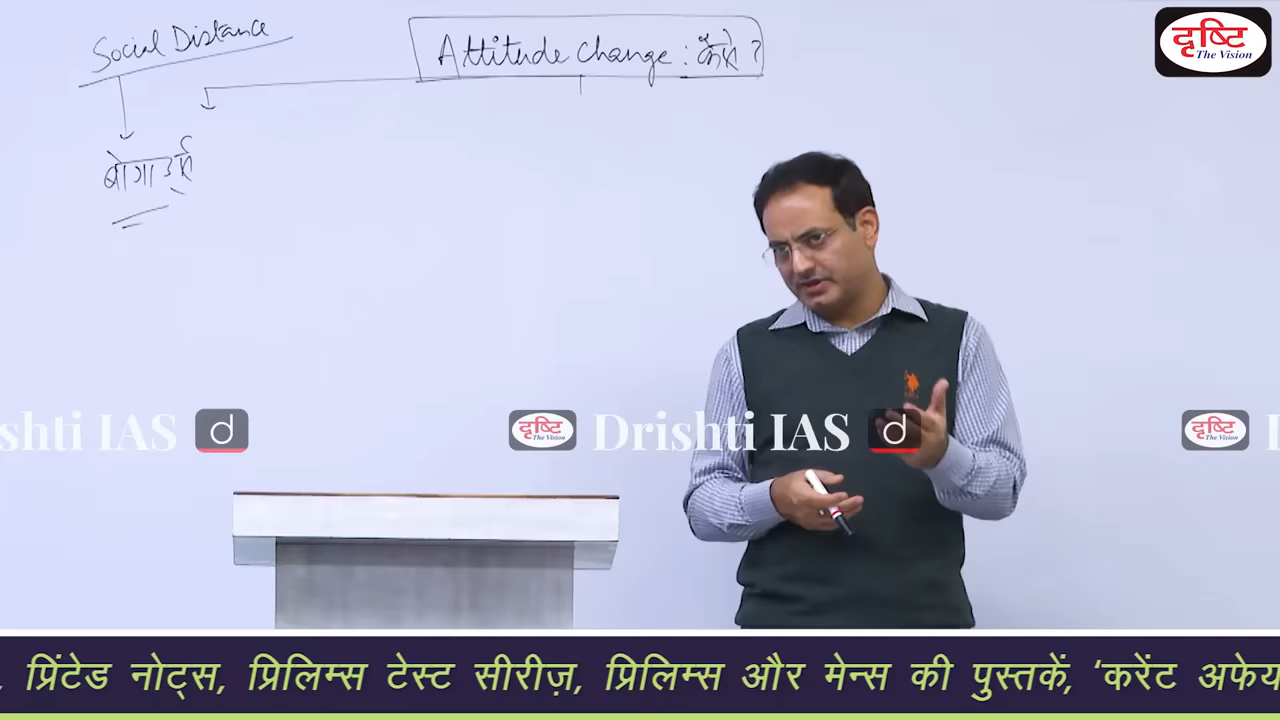 Social Distance
Attitude change : कैसे ?
बोगार्डस
दृष्टि
The Vision
shti IAS
दृष्टि
The Vision
Drishti IAS
d
दृष्टि
The Vision
प्रिंटेड नोट्स, प्रिलिम्स टेस्ट सीरीज़, प्रिलिम्स और मेन्स की पुस्तकें, 'करेंट अफेय